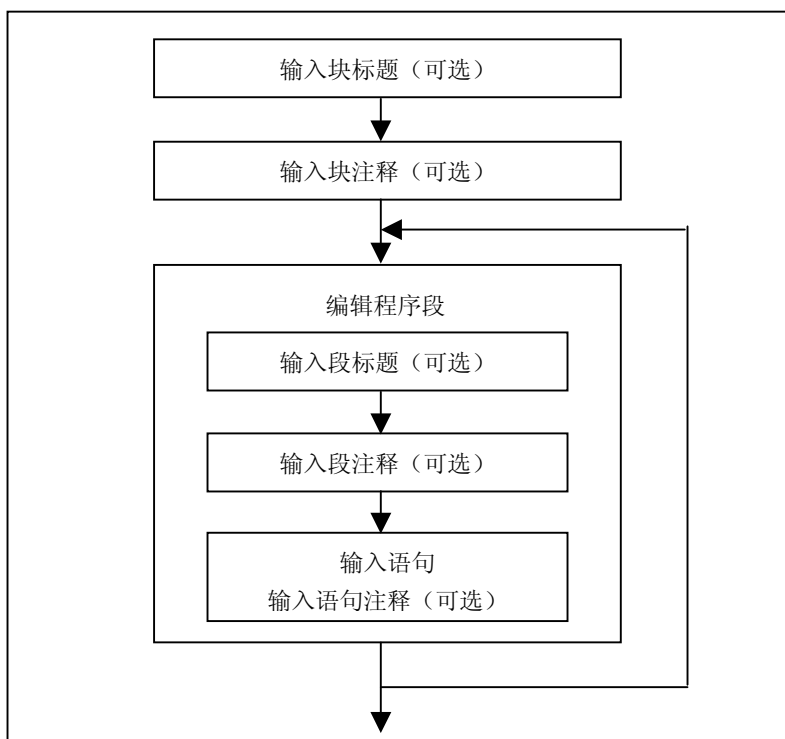 输入块标题（可选）
输入块注释（可选）
编辑程序段
输入段标题（可选）
输入段注释（可选）
输入语句
输入语句注释（可选）